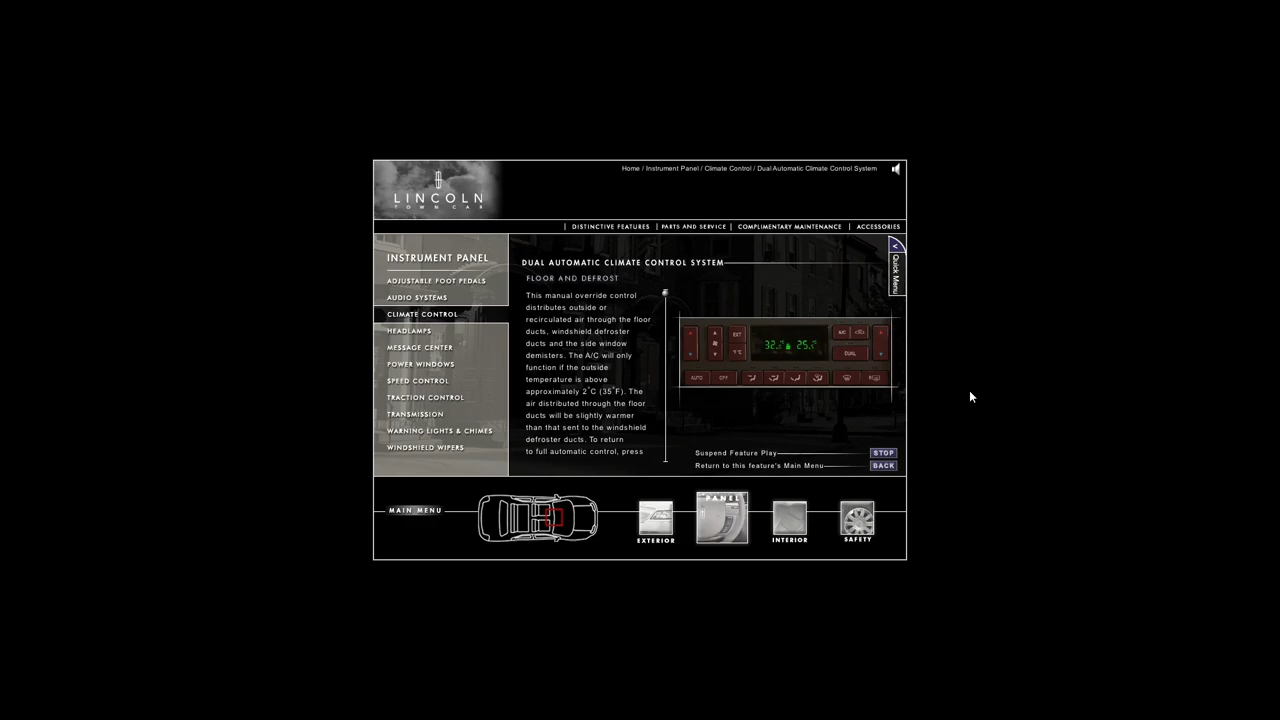 Home / Instrument Panel / Climate Control / Dual Automatic Climate Control System
LINCOLN
TOWN CAR
| DISTINCTIVE FEATURES | PARTS AND SERVICE | COMPLIMENTARY MAINTENANCE | ACCESSORIES
INSTRUMENT PANEL
ADJUSTABLE FOOT PEDALS
AUDIO SYSTEMS
CLIMATE CONTROL
HEADLAMPS
MESSAGE CENTER
POWER WINDOWS
SPEED CONTROL
TRACTION CONTROL
TRANSMISSION
WARNING LIGHTS & CHIMES
WINDSHIELD WIPERS
DUAL AUTOMATIC CLIMATE CONTROL SYSTEM
FLOOR AND DEFROST
This manual override control
distributes outside or
recirculated air through the floor
ducts, windshield defroster
ducts and the side window
demisters. The A/C will only
function if the outside
temperature is above
approximately 2°C (35°F). The
air distributed through the floor
ducts will be slightly warmer
than that sent to the windshield
defroster ducts. To return
to full automatic control, press
Quick Menu
EXT
A/C
°F°C
DUAL
AUTO
OFF
Suspend Feature Play
STOP
Return to this feature's Main Menu
BACK
MAIN MENU
EXTERIOR
PANEL
INTERIOR
SAFETY